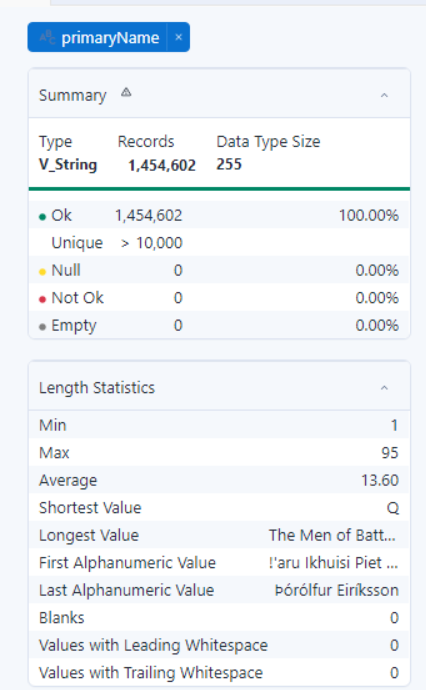 primaryName ×
Summary
Type Records Data Type Size
V_String 1,454,602 255
Ok 1,454,602 100.00%
Unique > 10,000
Null 0 0.00%
Not Ok 0 0.00%
Empty 0 0.00%
Length Statistics
Min 1
Max 95
Average 13.60
Shortest Value Q
Longest Value The Men of Batt...
First Alphanumeric Value !'aru Ikhuisi Piet ...
Last Alphanumeric Value Þórólfur Eiríksson
Blanks 0
Values with Leading Whitespace 0
Values with Trailing Whitespace 0